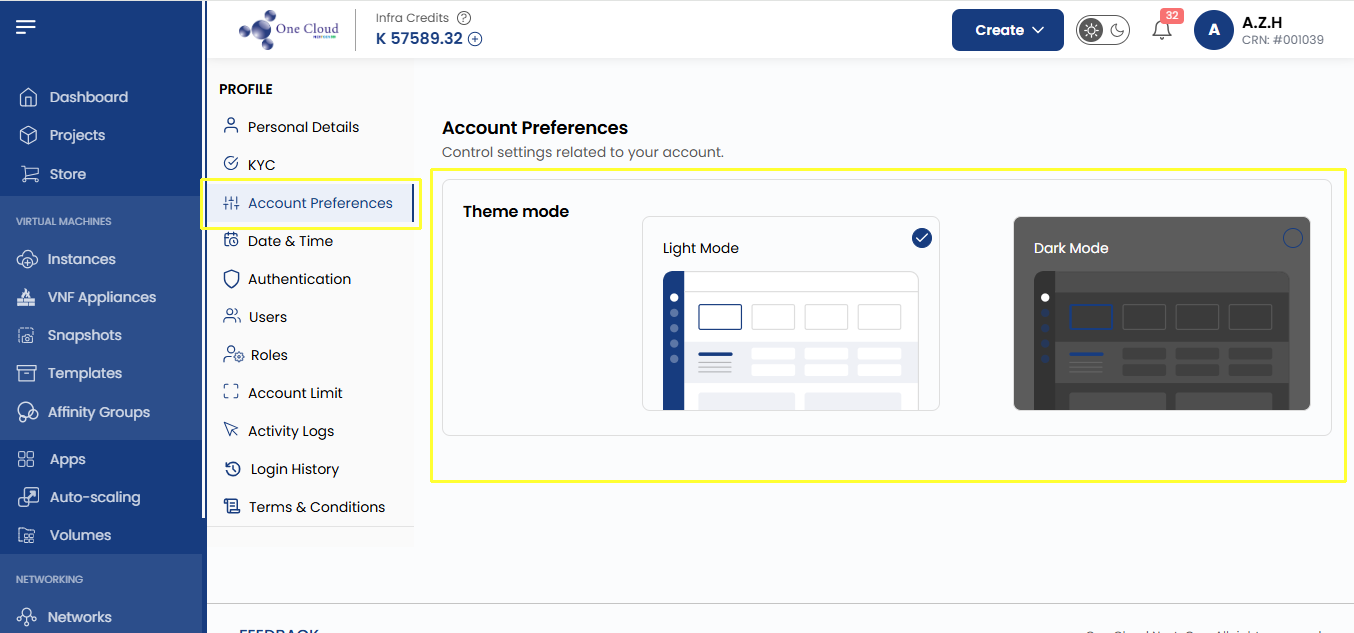 One Cloud
Infra Credits
K 57589.32
Create
32
A
A.Z.H
CRN: #001039
Dashboard
Projects
Store
VIRTUAL MACHINES
Instances
VNF Appliances
Snapshots
Templates
Affinity Groups
Apps
Auto-scaling
Volumes
NETWORKING
Networks
PROFILE
Personal Details
KYC
Account Preferences
Date & Time
Authentication
Users
Roles
Account Limit
Activity Logs
Login History
Terms & Conditions
Account Preferences
Control settings related to your account.
Theme mode
Light Mode
Dark Mode
FEEDBACK